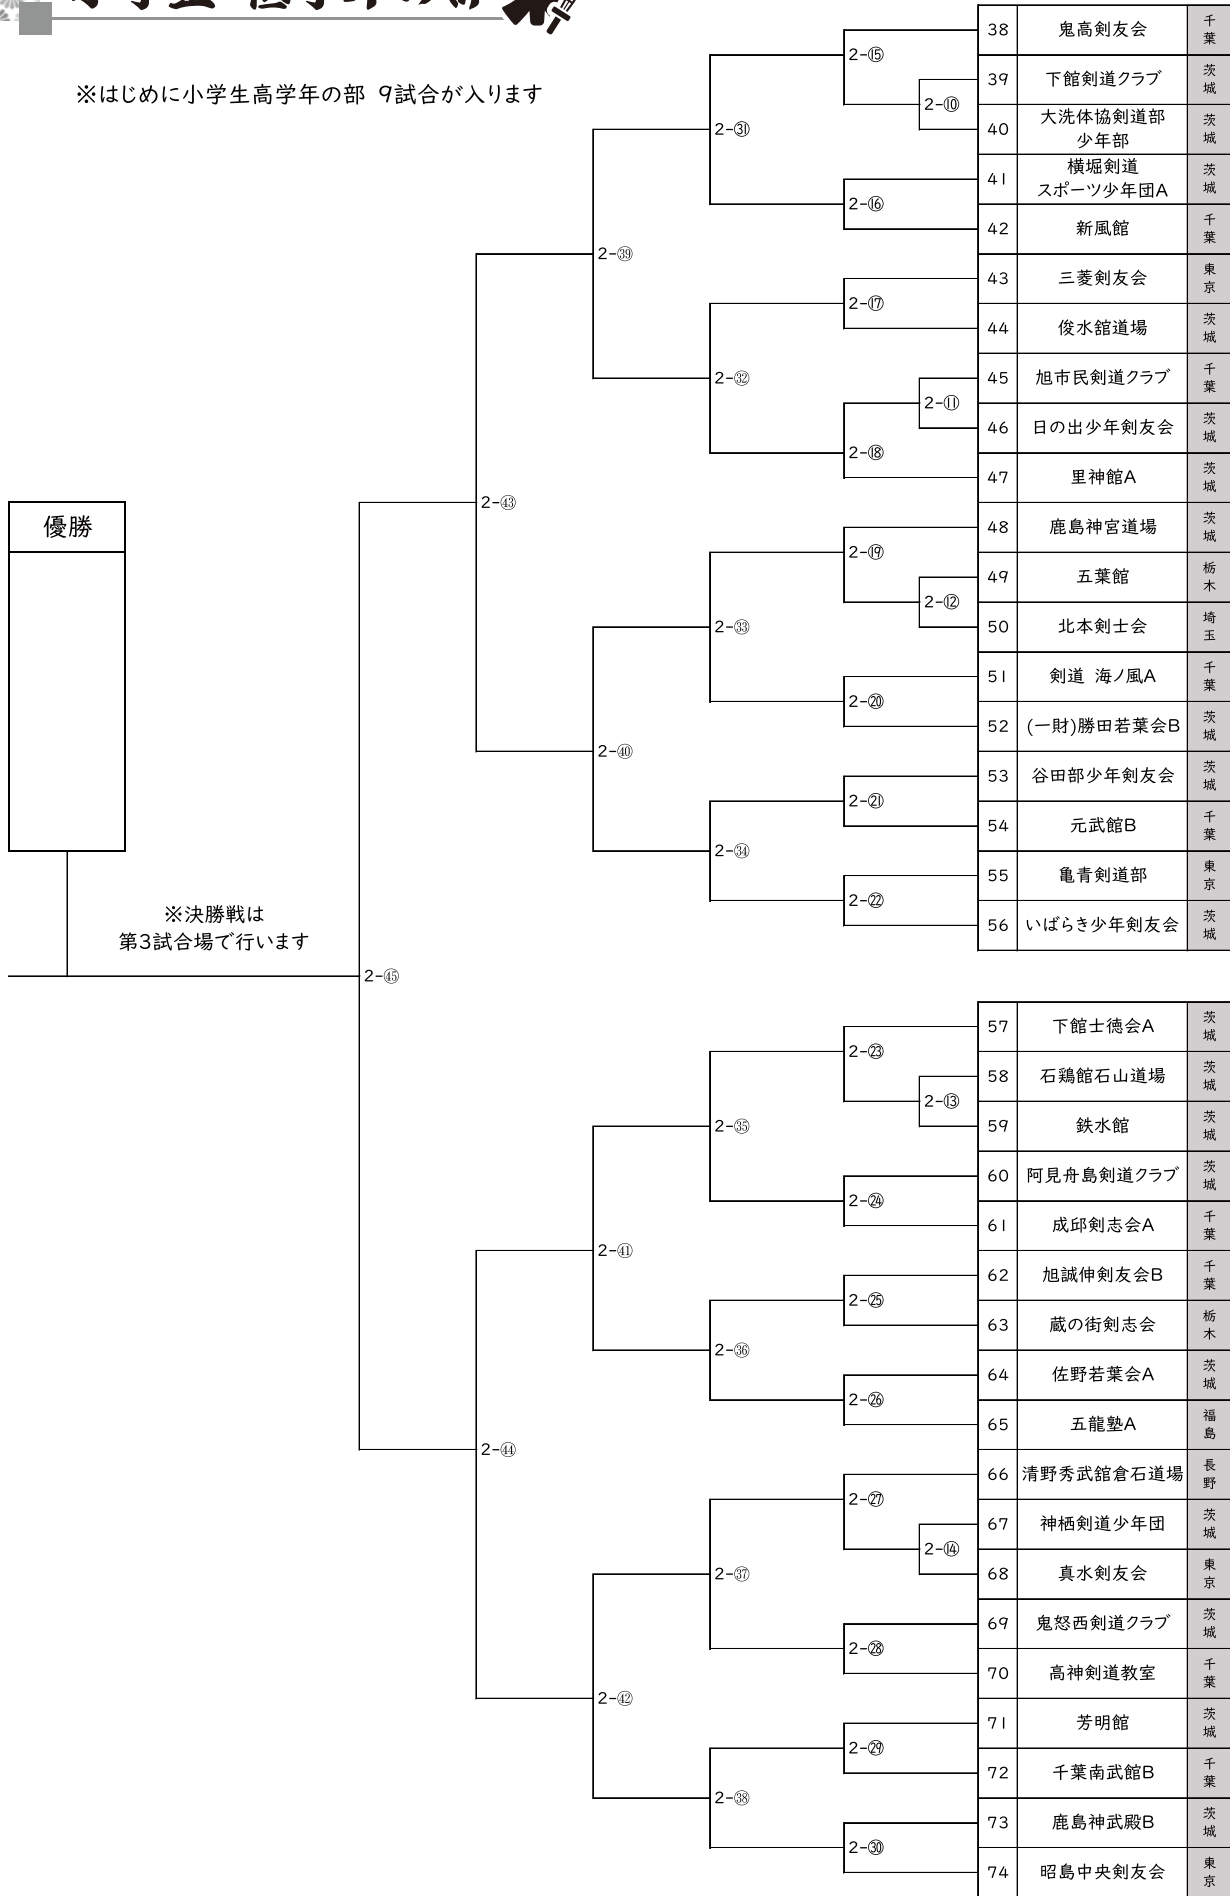 ※はじめに小学生高学年の部 9試合が入ります
38 鬼高剣友会 千葉
39 下館剣道クラブ 茨城
40 大洗体協剣道部
少年部 茨城
41 横堀剣道
スポーツ少年団A 茨城
42 新風館 千葉
43 三菱剣友会 東京
44 俊水舘道場 茨城
45 旭市民剣道クラブ 千葉
46 日の出少年剣友会 茨城
47 里神館A 茨城
48 鹿島神宮道場 茨城
49 五葉館 栃木
50 北本剣士会 埼玉
51 剣道 海ノ風A 千葉
52 (一財)勝田若葉会B 茨城
53 谷田部少年剣友会 茨城
54 元武館B 千葉
55 亀青剣道部 東京
56 いばらき少年剣友会 茨城
57 下館士徳会A 茨城
58 石鶏館石山道場 茨城
59 鉄水館 茨城
60 阿見舟島剣道クラブ 茨城
61 成邱剣志会A 千葉
62 旭誠伸剣友会B 千葉
63 蔵の街剣志会 栃木
64 佐野若葉会A 茨城
65 五龍塾A 福島
66 清野秀武館倉石道場 長野
67 神栖剣道少年団 茨城
68 真水剣友会 東京
69 鬼怒西剣道クラブ 茨城
70 高神剣道教室 千葉
71 芳明館 茨城
72 千葉南武館B 千葉
73 鹿島神武殿B 茨城
74 昭島中央剣友会 東京
2-⑩
2-⑪
2-⑫
2-⑬
2-⑭
2-⑮
2-⑯
2-⑰
2-⑱
2-⑲
2-⑳
2-㉑
2-㉒
2-㉓
2-㉔
2-㉕
2-㉖
2-㉗
2-㉘
2-㉙
2-㉚
2-㉛
2-㉜
2-㉝
2-㉞
2-㉟
2-㊱
2-㊲
2-㊳
2-㊴
2-㊵
2-㊶
2-㊷
2-㊸
2-㊹
2-㊺
優勝
※決勝戦は
第3試合場で行います